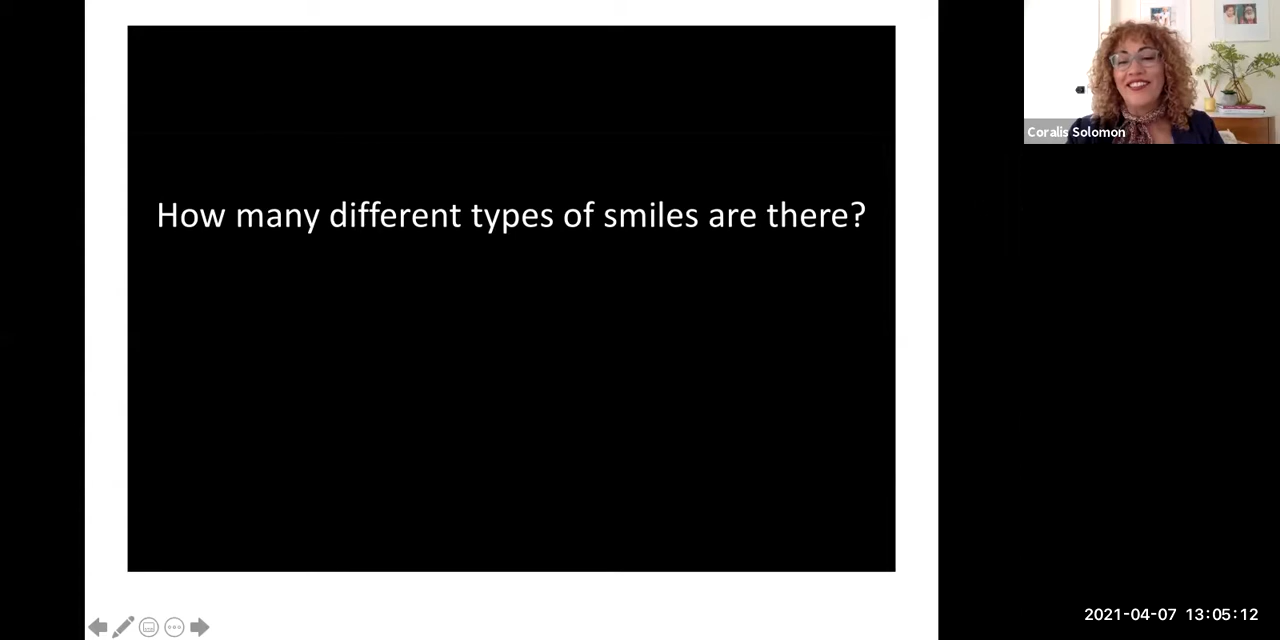 How many different types of smiles are there?
Coralis Solomon
2021-04-07 13:05:12